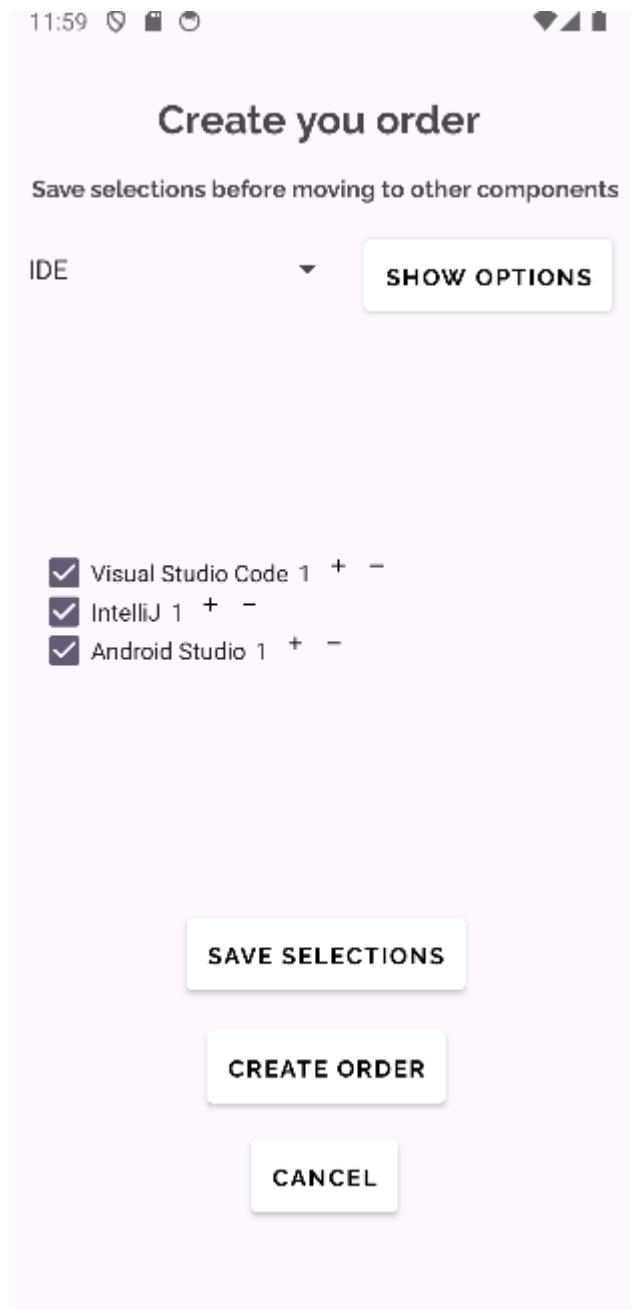 11:59
Create you order
Save selections before moving to other components
IDE SHOW OPTIONS
Visual Studio Code 1 + −
IntelliJ 1 + −
Android Studio 1 + −
SAVE SELECTIONS
CREATE ORDER
CANCEL